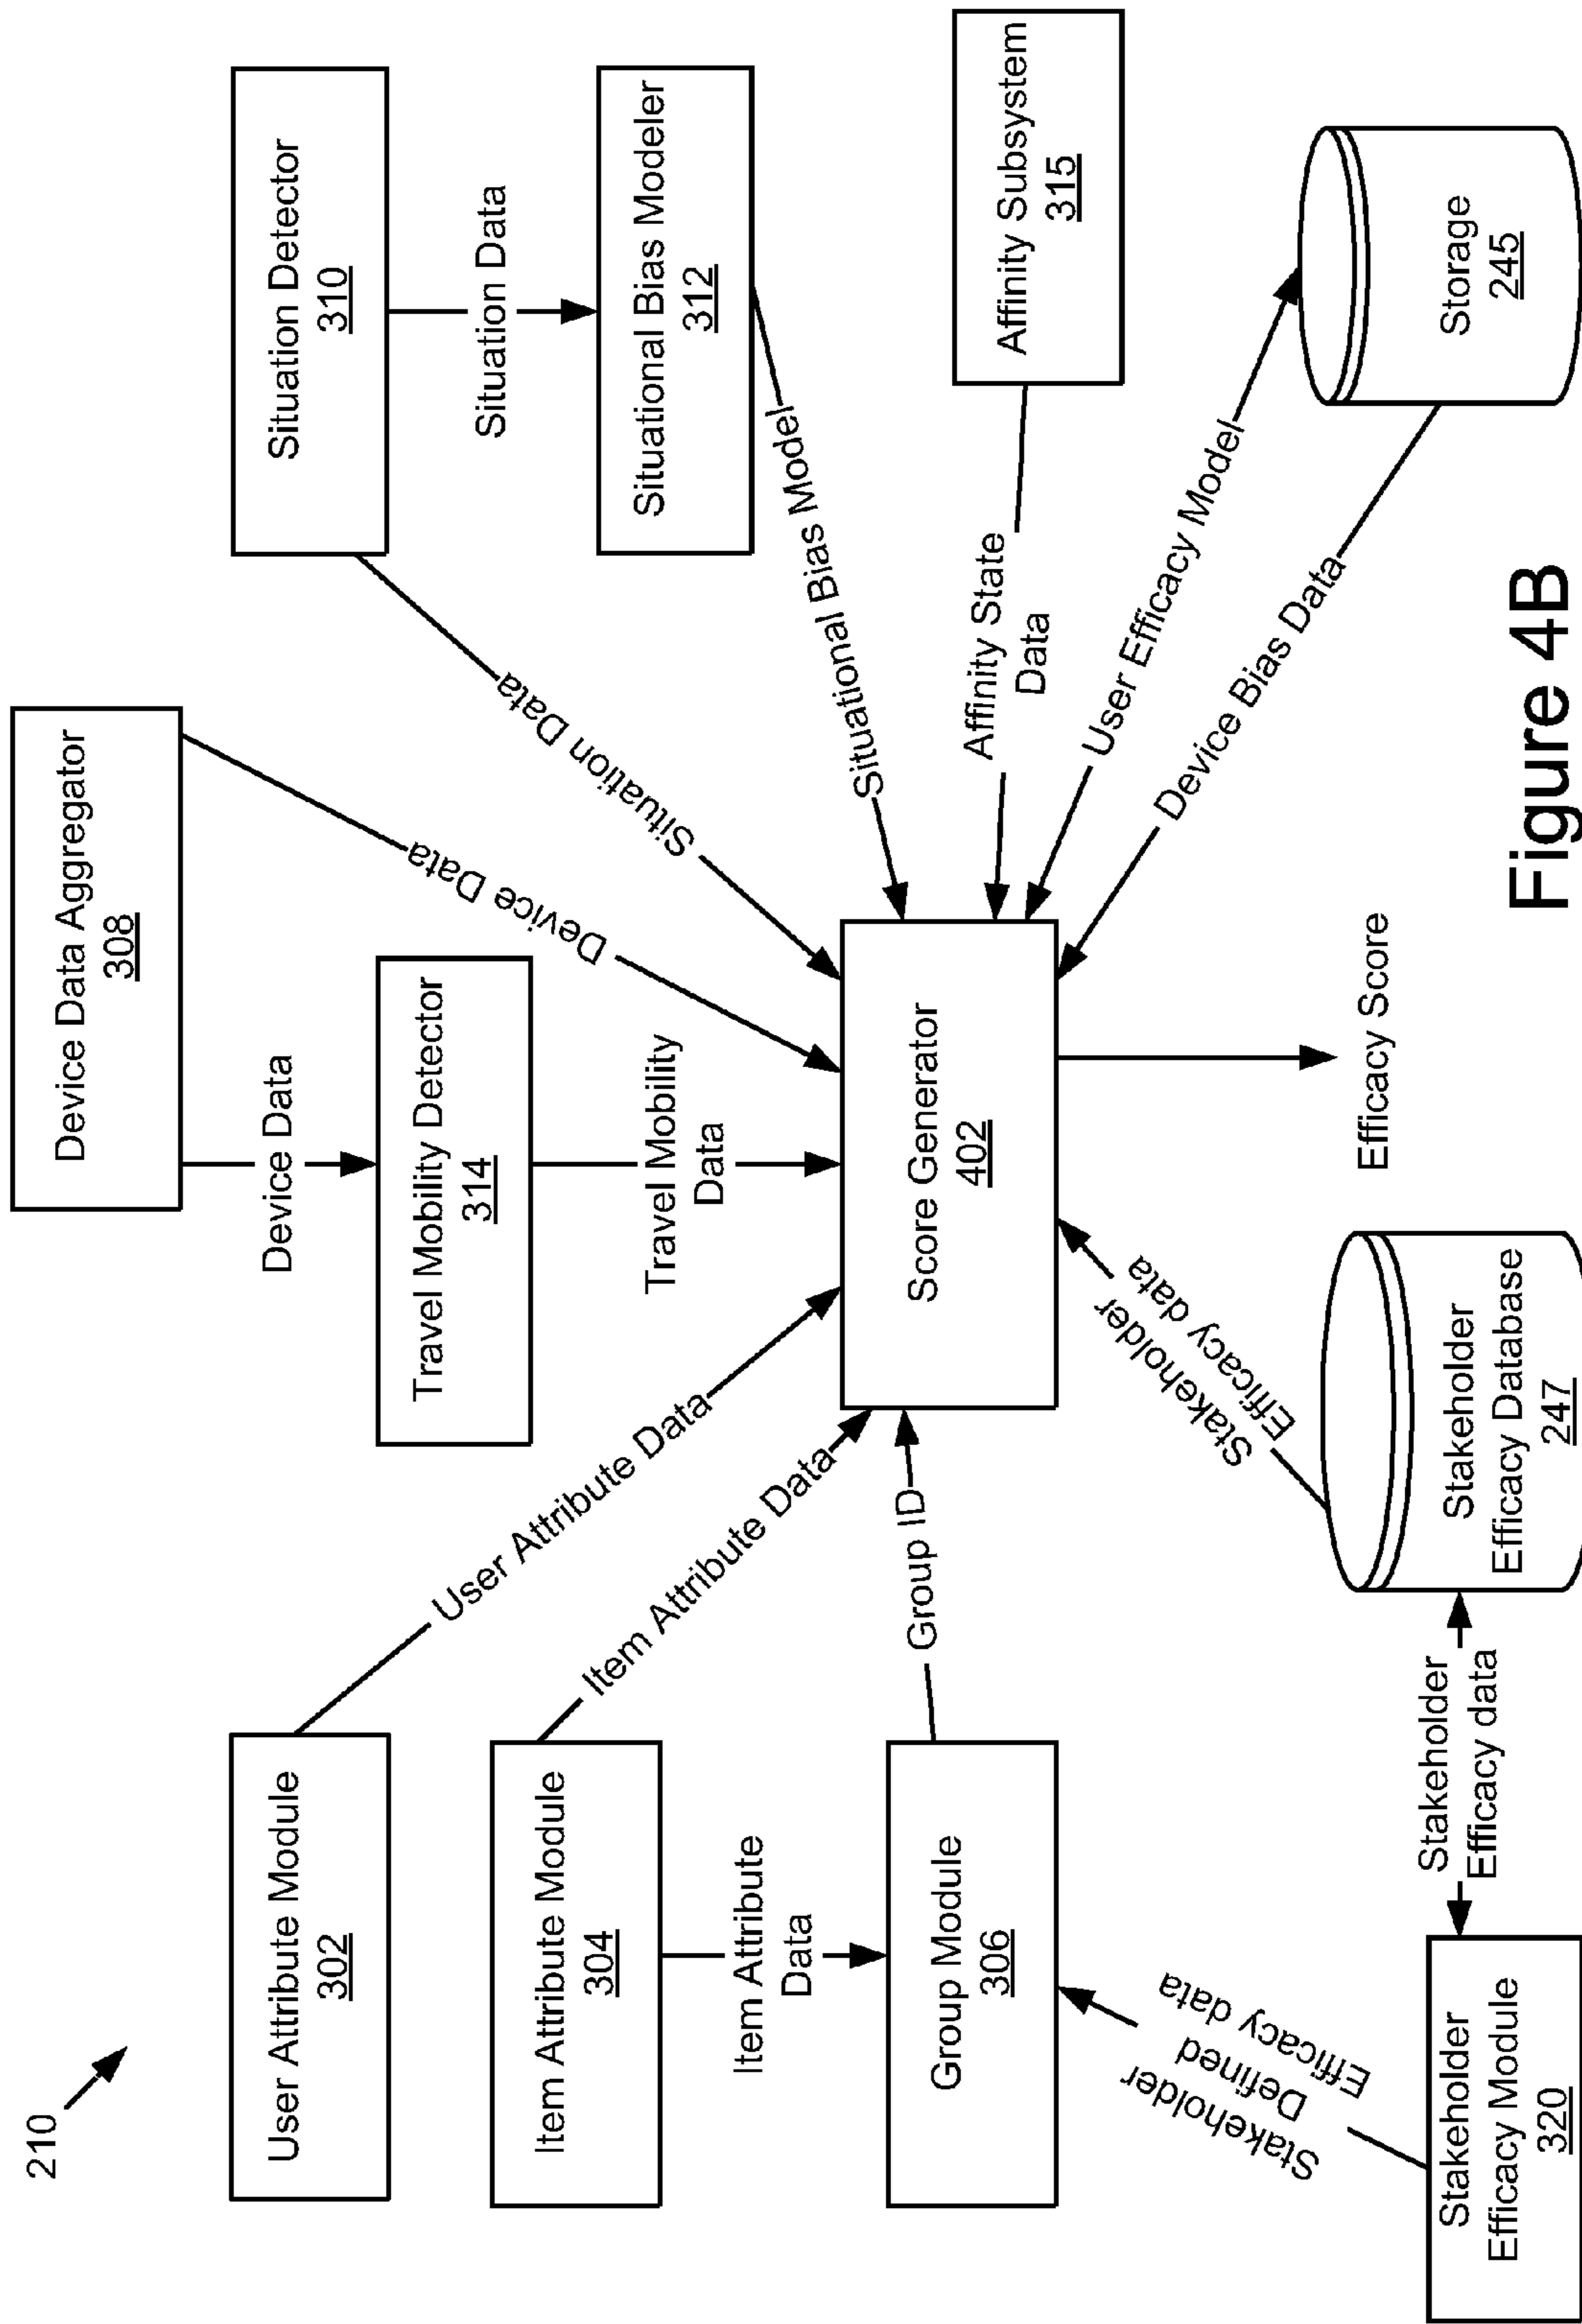 210
Device Data Aggregator
308
Device Data
Device Data
Situation Detector
310
Situation Data
Situation Data
Situational Bias Modeler
312
Situational Bias Model
Travel Mobility Detector
314
Travel Mobility
Data
User Attribute Module
302
User Attribute Data
Item Attribute Module
304
Item Attribute Data
Item Attribute
Data
Group Module
306
Group ID
Score Generator
402
Affinity Subsystem
315
Affinity State
Data
User Efficacy Model
Device Bias Data
Storage
245
Stakeholder
Defined
Efficacy data
Stakeholder
Efficacy Module
320
Stakeholder
Efficacy data
Stakeholder
Efficacy Database
247
Stakeholder
Efficacy data
Efficacy Score
Figure 4B